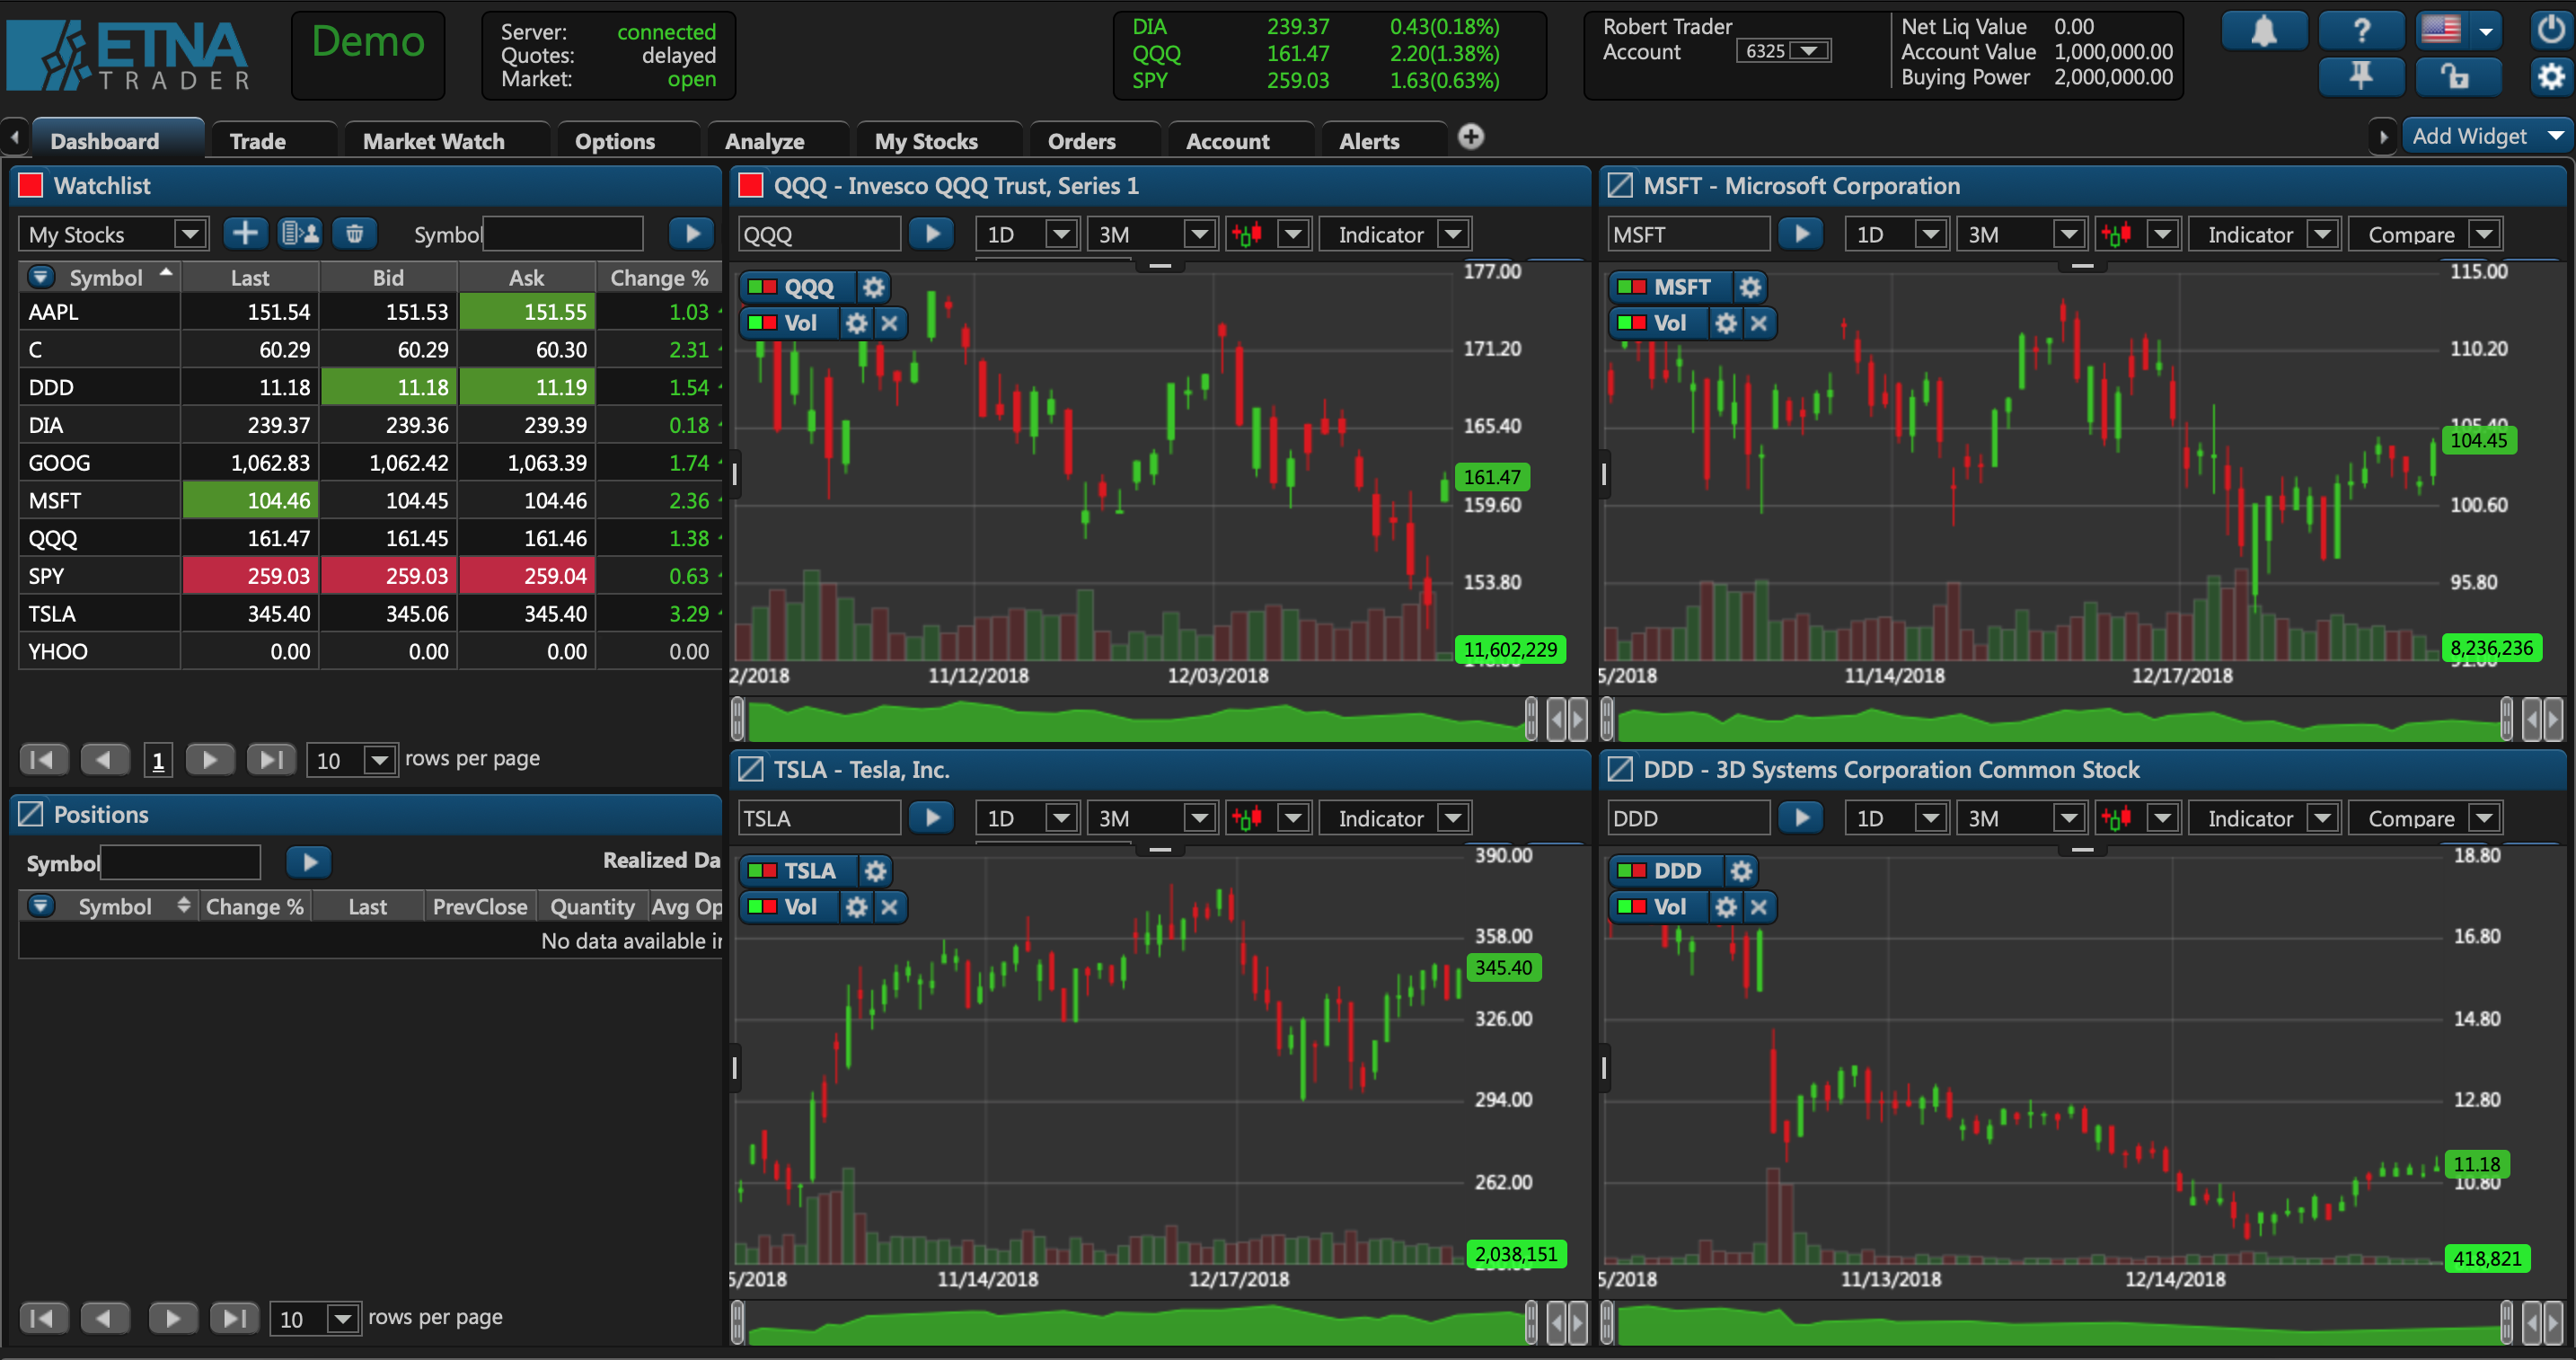 ETNA
TRADER
Demo
Server: connected
Quotes: delayed
Market: open
DIA 239.37 0.43(0.18%)
QQQ 161.47 2.20(1.38%)
SPY 259.03 1.63(0.63%)
Robert Trader
Account 6325
Net Liq Value 0.00
Account Value 1,000,000.00
Buying Power 2,000,000.00
?
Dashboard Trade Market Watch Options Analyze My Stocks Orders Account Alerts
Add Widget
Watchlist
My Stocks Symbol
Symbol Last Bid Ask Change %
AAPL 151.54 151.53 151.55 1.03
C 60.29 60.29 60.30 2.31
DDD 11.18 11.18 11.19 1.54
DIA 239.37 239.36 239.39 0.18
GOOG 1,062.83 1,062.42 1,063.39 1.74
MSFT 104.46 104.45 104.46 2.36
QQQ 161.47 161.45 161.46 1.38
SPY 259.03 259.03 259.04 0.63
TSLA 345.40 345.06 345.40 3.29
YHOO 0.00 0.00 0.00 0.00
1 10 rows per page
Positions
Symbol Realized Da
Symbol Change % Last PrevClose Quantity Avg Op
No data available in
10 rows per page
QQQ - Invesco QQQ Trust, Series 1
QQQ 1D 3M Indicator
QQQ
Vol
177.00
171.20
165.40
161.47
159.60
153.80
11,602,229
2/2018 11/12/2018 12/03/2018
MSFT - Microsoft Corporation
MSFT 1D 3M Indicator Compare
MSFT
Vol
115.00
110.20
105.40
104.45
100.60
95.80
8,236,236
5/2018 11/14/2018 12/17/2018
TSLA - Tesla, Inc.
TSLA 1D 3M Indicator
TSLA
Vol
390.00
358.00
345.40
326.00
294.00
262.00
2,038,151
5/2018 11/14/2018 12/17/2018
DDD - 3D Systems Corporation Common Stock
DDD 1D 3M Indicator Compare
DDD
Vol
18.80
16.80
14.80
12.80
11.18
10.80
418,821
5/2018 11/13/2018 12/14/2018